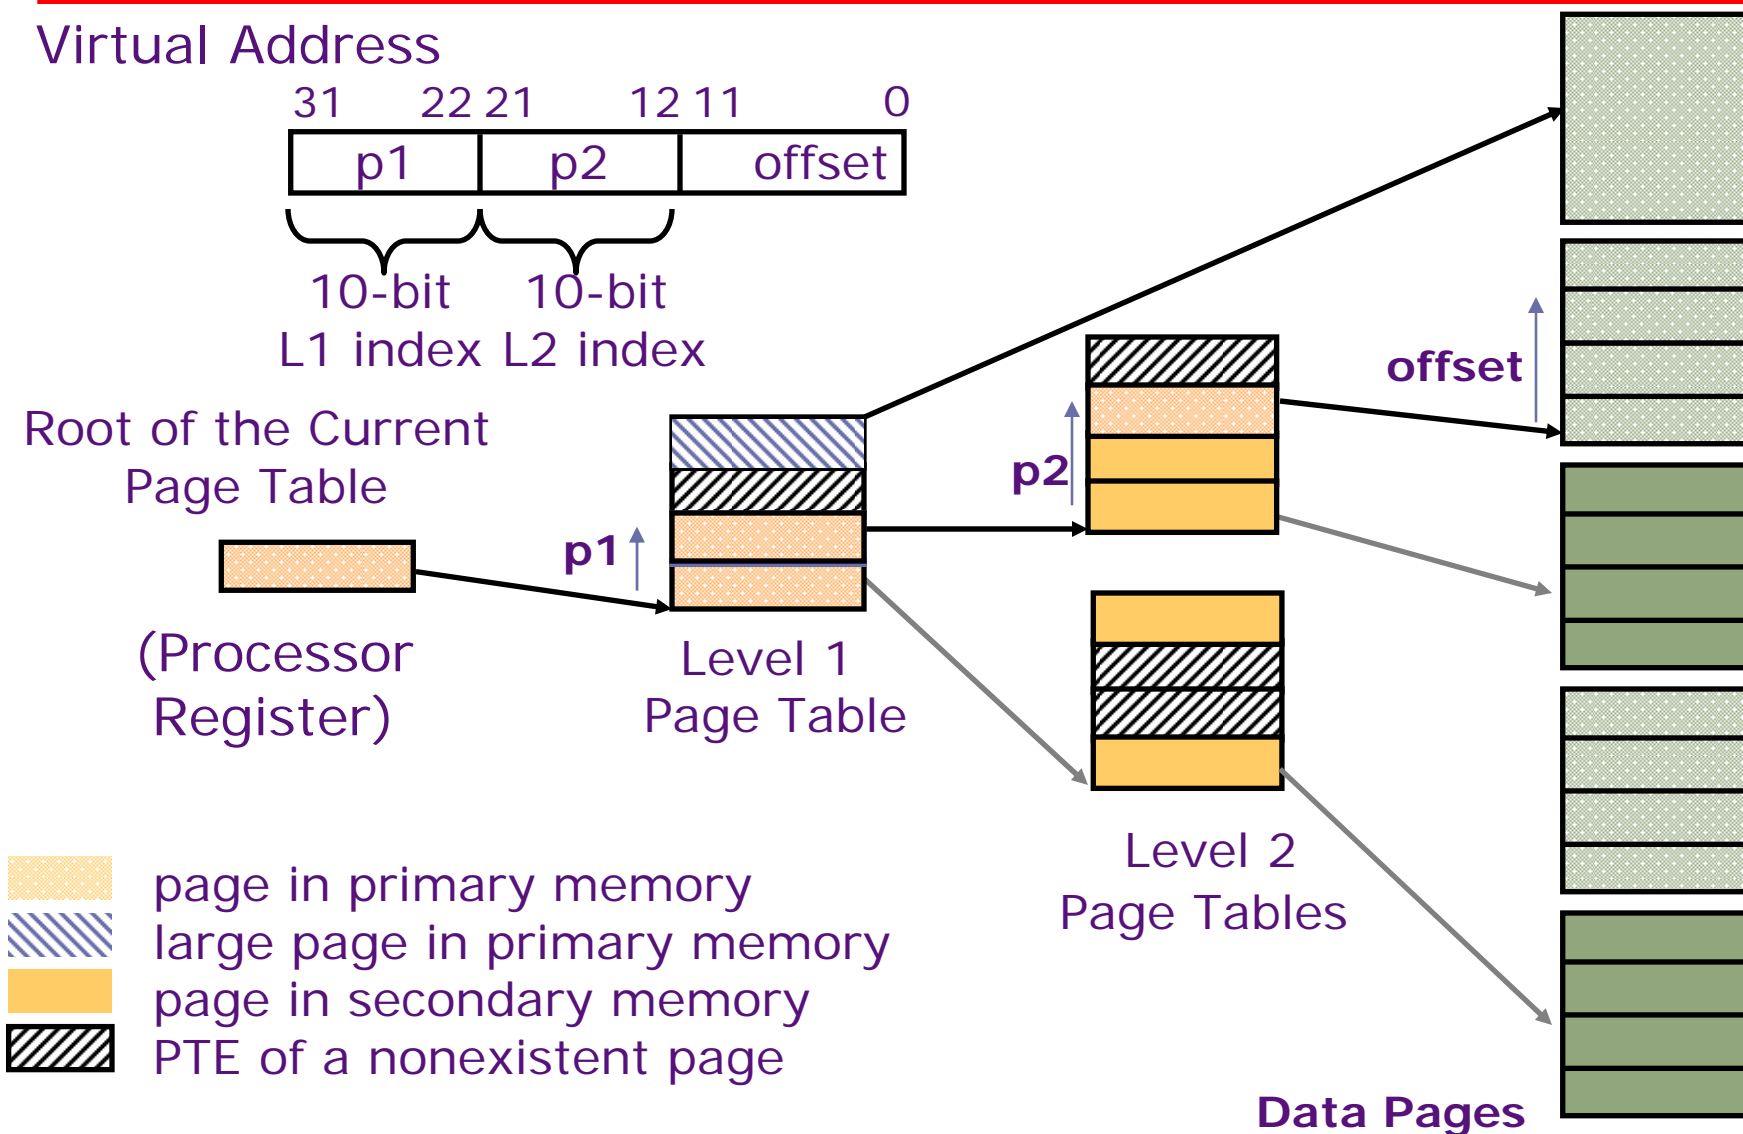 Virtual Address
31 22 21 12 11 0
p1 p2 offset
10-bit 10-bit
L1 index L2 index
offset
Root of the Current
Page Table
p2
p1
(Processor
Register)
Level 1
Page Table
Level 2
Page Tables
page in primary memory
large page in primary memory
page in secondary memory
PTE of a nonexistent page
Data Pages